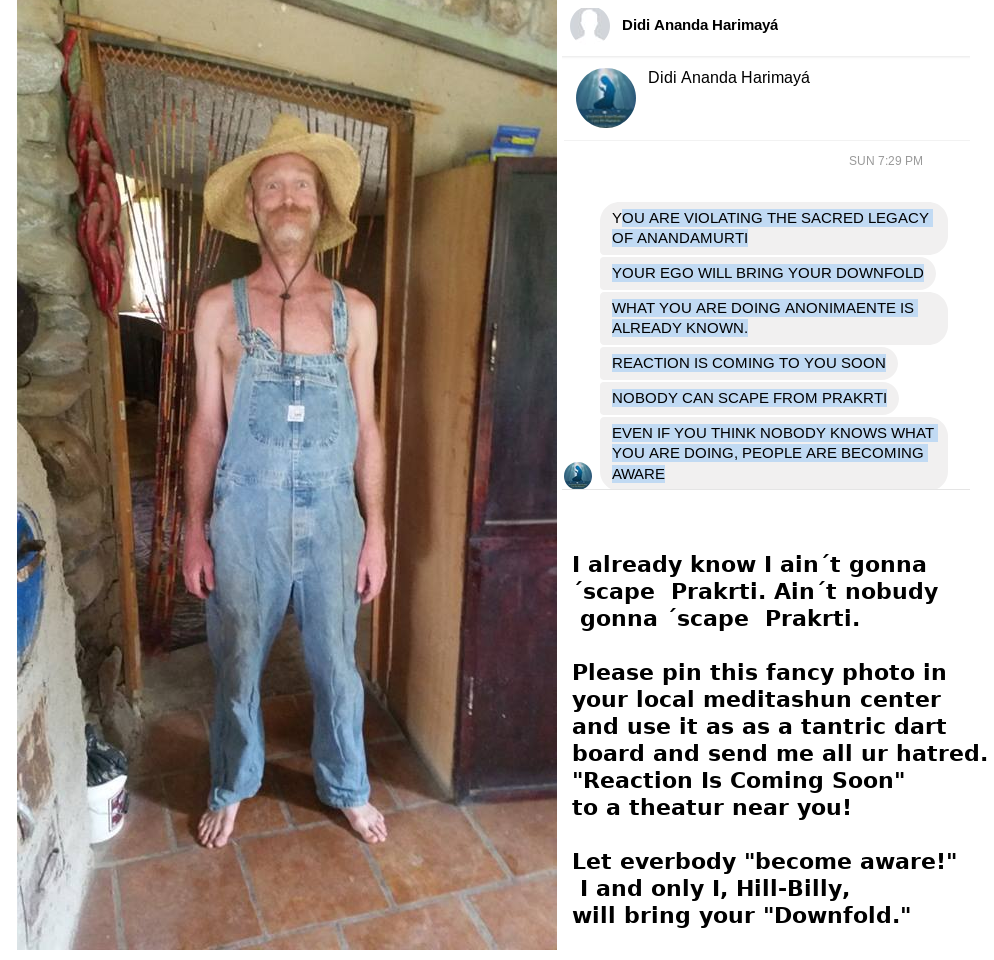 Didi Ananda Harimayá
Didi Ananda Harimayá
SUN 7:29 PM
YOU ARE VIOLATING THE SACRED LEGACY
OF ANANDAMURTI
YOUR EGO WILL BRING YOUR DOWNFOLD
WHAT YOU ARE DOING ANONIMAENTE IS
ALREADY KNOWN.
REACTION IS COMING TO YOU SOON
NOBODY CAN SCAPE FROM PRAKRTI
EVEN IF YOU THINK NOBODY KNOWS WHAT
YOU ARE DOING, PEOPLE ARE BECOMING
AWARE
I already know I ain´t gonna
´scape Prakrti. Ain´t nobudy
gonna ´scape Prakrti.
Please pin this fancy photo in
your local meditashun center
and use it as as a tantric dart
board and send me all ur hatred.
"Reaction Is Coming Soon"
to a theatur near you!
Let everbody "become aware!"
I and only I, Hill-Billy,
will bring your "Downfold."